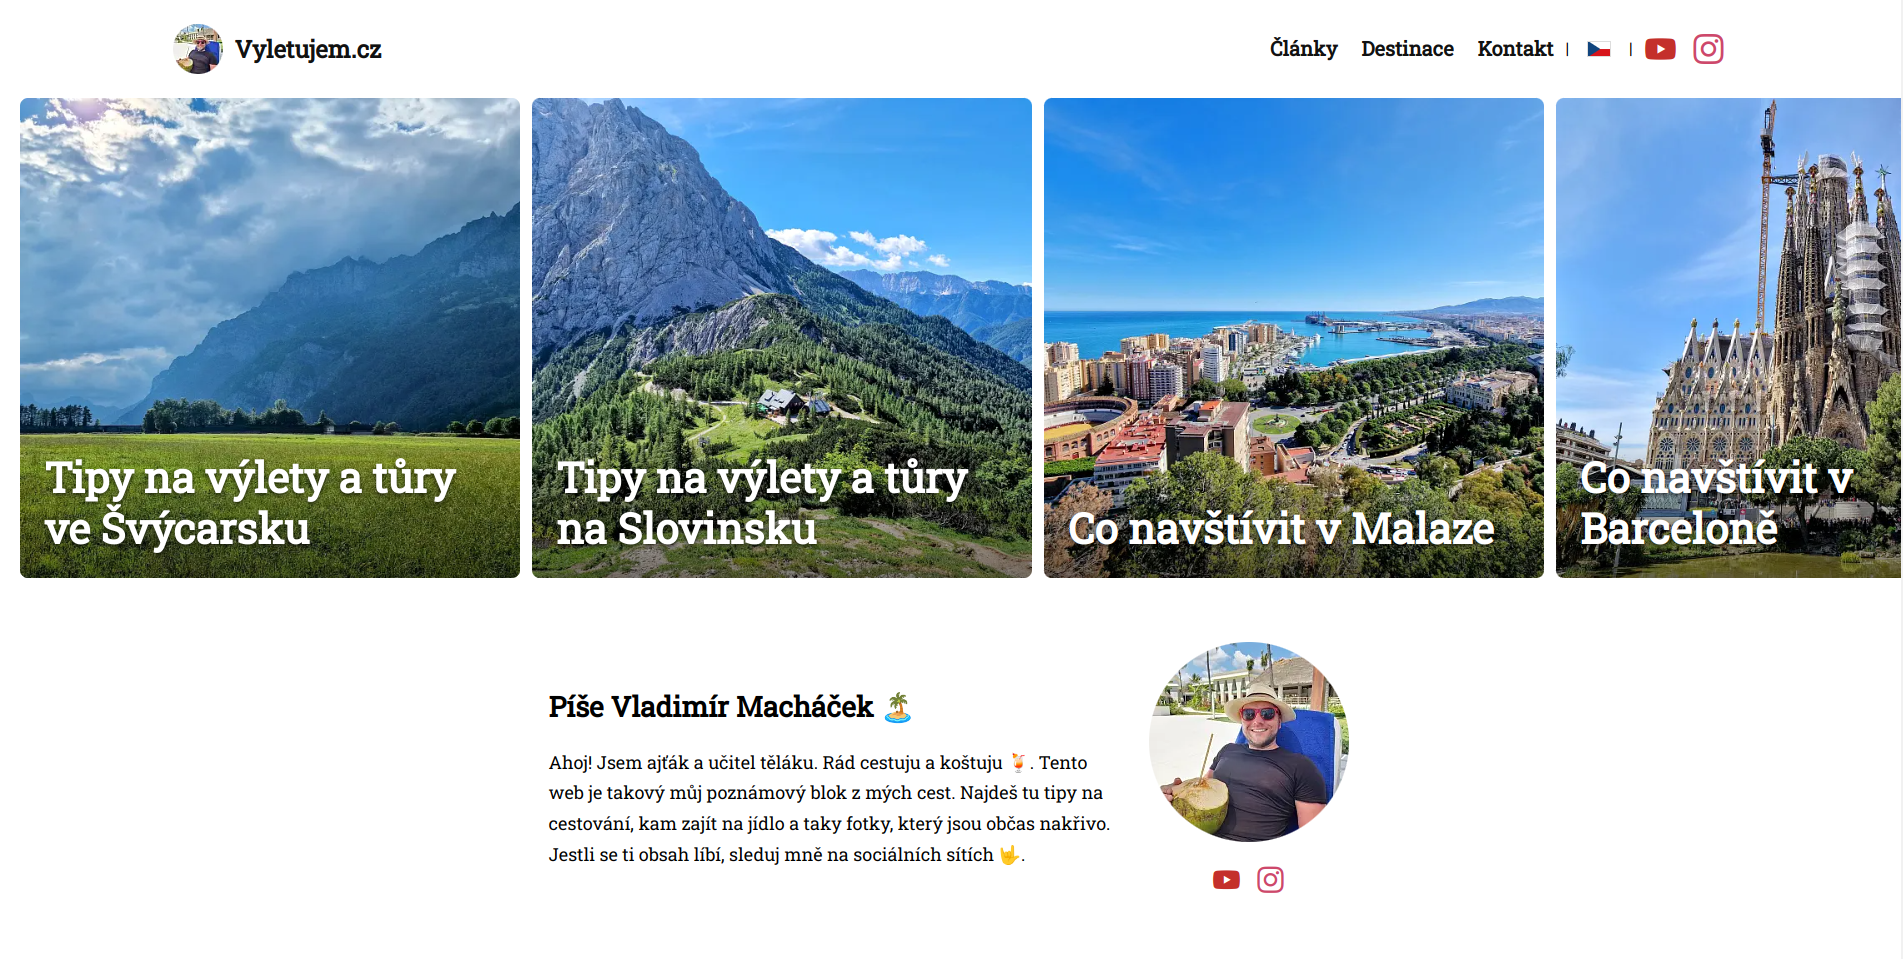 Vyletujem.cz
Články Destinace Kontakt
Tipy na výlety a tůry
ve Švýcarsku
Tipy na výlety a tůry
na Slovinsku
Co navštívit v Malaze
Co navštívit v
Barceloně
Píše Vladimír Macháček 🏝️
Ahoj! Jsem ajťák a učitel těláku. Rád cestuju a koštuju 🍹. Tento
web je takový můj poznámový blok z mých cest. Najdeš tu tipy na
cestování, kam zajít na jídlo a taky fotky, který jsou občas nakřivo.
Jestli se ti obsah líbí, sleduj mně na sociálních sítích 🤟.